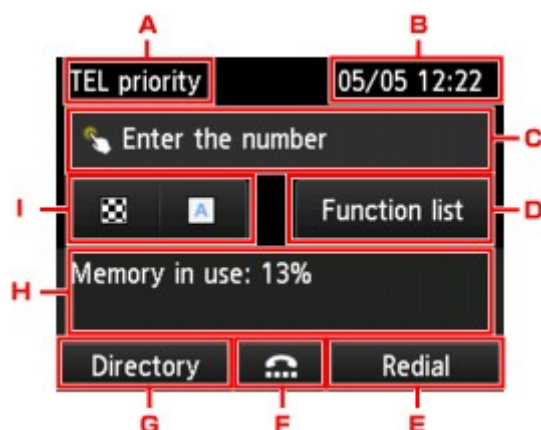 A B
TEL priority 05/05 12:22
Enter the number C
I A Function list D
H Memory in use: 13%
Directory Redial
G F E